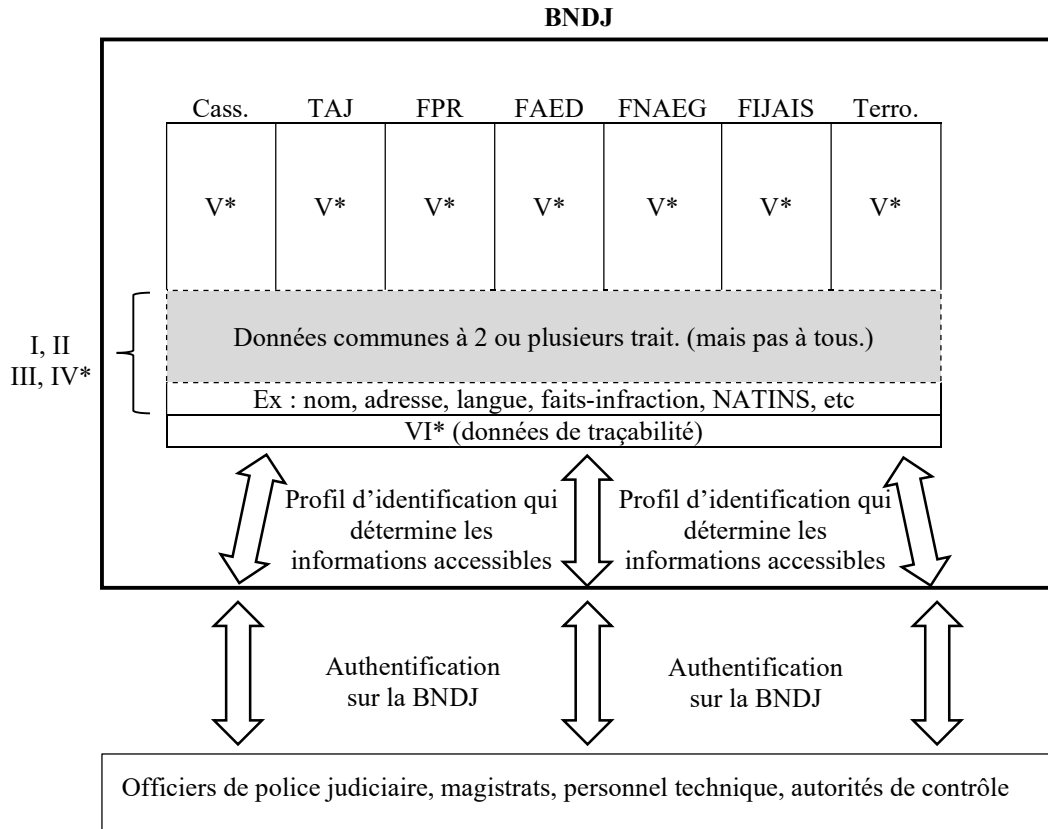 BNDJ
Cass. TAJ FPR FAED FNAEG FIJAIS Terro.
V* V* V* V* V* V* V*
I, II
III, IV*
Données communes à 2 ou plusieurs trait. (mais pas à tous.)
Ex : nom, adresse, langue, faits-infraction, NATINS, etc
VI* (données de traçabilité)
Profil d’identification qui
détermine les
informations accessibles
Profil d’identification qui
détermine les
informations accessibles
Authentification
sur la BNDJ
Authentification
sur la BNDJ
Officiers de police judiciaire, magistrats, personnel technique, autorités de contrôle